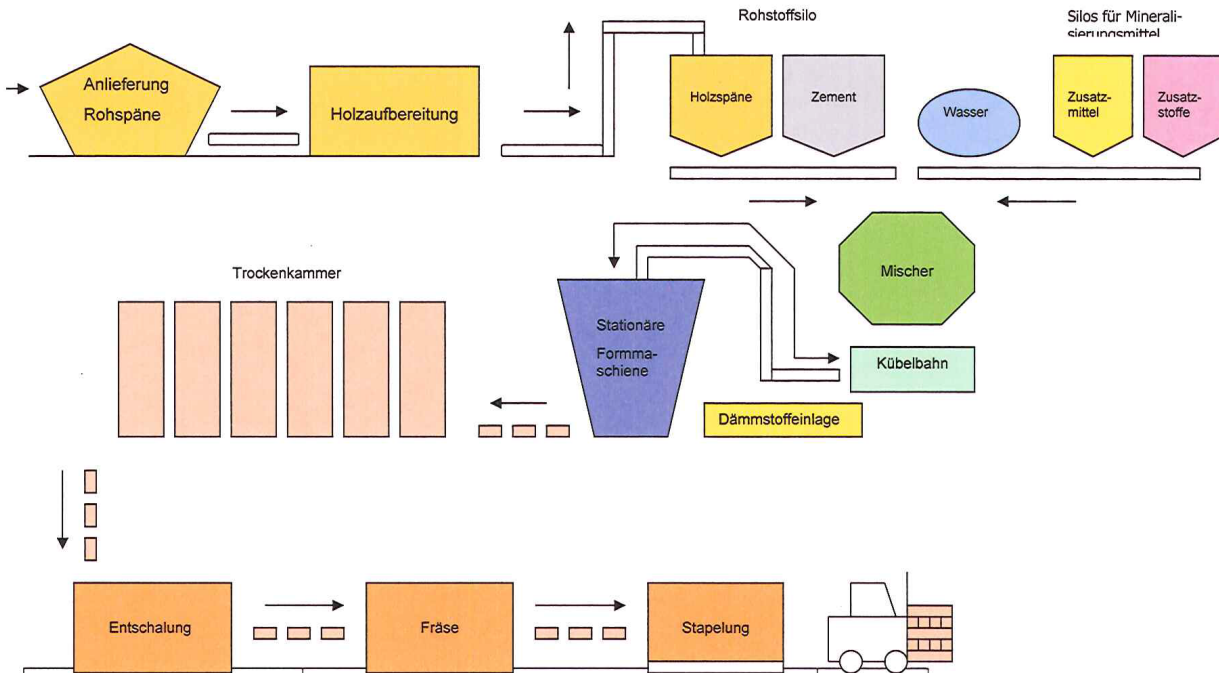 Rohstoffsilo
Silos für Minerali-
sierungsmittel
Anlieferung
Rohspäne
Holzaufbereitung
Holzspäne
Zement
Wasser
Zusatz-
mittel
Zusatz-
stoffe
Mischer
Trockenkammer
Stationäre
Formma-
schiene
Kübelbahn
Dämmstoffeinlage
Entschalung
Fräse
Stapelung